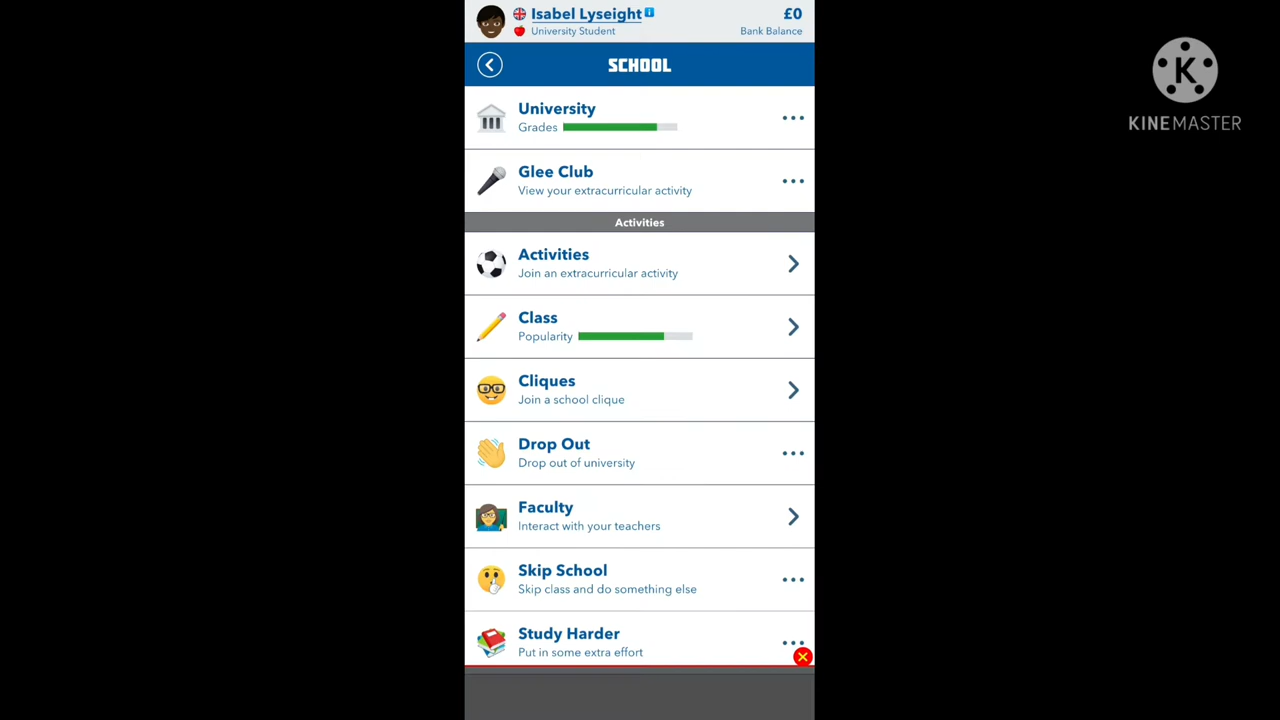 Isabel Lyseight
£0
University Student
Bank Balance
SCHOOL
University
Grades
Glee Club
View your extracurricular activity
Activities
Activities
Join an extracurricular activity
Class
Popularity
Cliques
Join a school clique
Drop Out
Drop out of university
Faculty
Interact with your teachers
Skip School
Skip class and do something else
Study Harder
Put in some extra effort
K
KINEMASTER